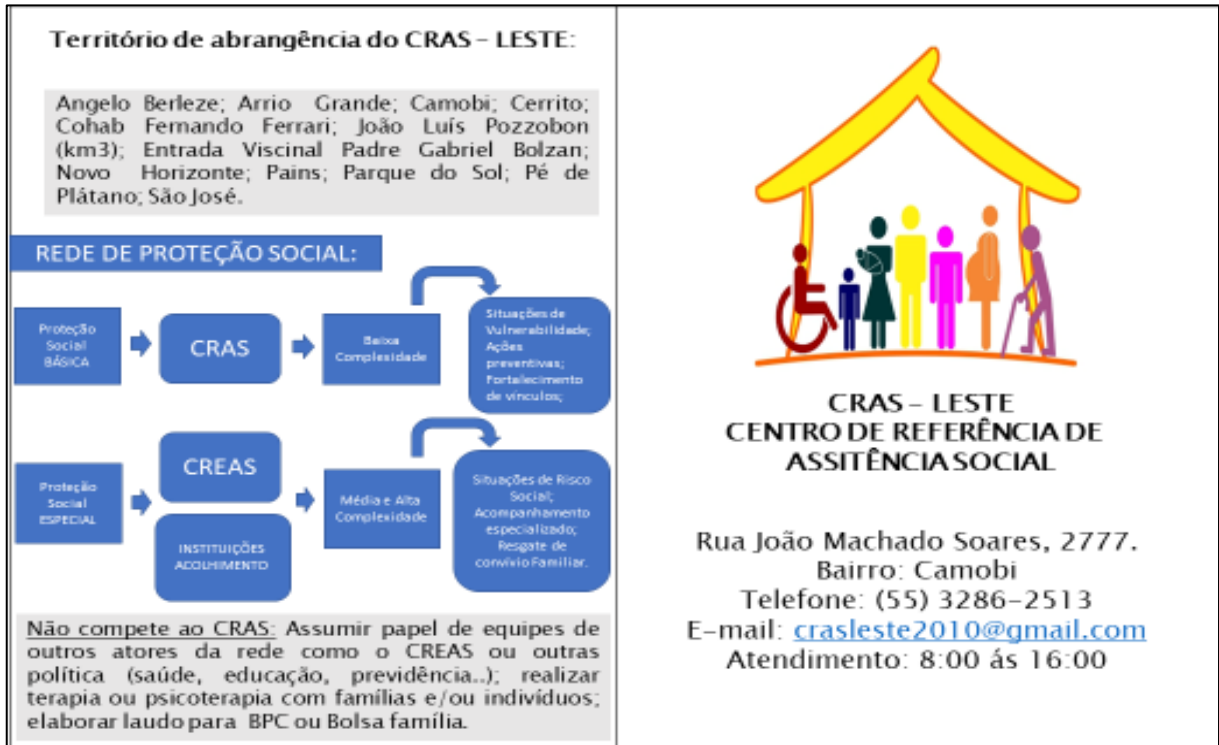 Território de abrangência do CRAS – LESTE:
Angelo Berleze; Arrio Grande; Camobi; Cerrito;
Cohab Fernando Ferrari; João Luís Pozzobon
(km3); Entrada Viscinal Padre Gabriel Bolzan;
Novo Horizonte; Pains; Parque do Sol; Pé de
Plátano; São José.
REDE DE PROTEÇÃO SOCIAL:
Proteção
Social
BÁSICA
CRAS
Baixa
Complexidade
Situações de
Vulnerabilidade;
Ações
preventivas;
Fortalecimento
de vínculos;
Proteção
Social
ESPECIAL
CREAS
INSTITUIÇÕES
ACOLHIMENTO
Média e Alta
Complexidade
Situações de Risco
Social;
Acompanhamento
especializado;
Resgate de
convívio Familiar.
Não compete ao CRAS: Assumir papel de equipes de
outros atores da rede como o CREAS ou outras
política (saúde, educação, previdência..); realizar
terapia ou psicoterapia com famílias e/ou indivíduos;
elaborar laudo para BPC ou Bolsa família.
CRAS – LESTE
CENTRO DE REFERÊNCIA DE
ASSITÊNCIA SOCIAL
Rua João Machado Soares, 2777.
Bairro: Camobi
Telefone: (55) 3286-2513
E-mail: crasleste2010@gmail.com
Atendimento: 8:00 ás 16:00